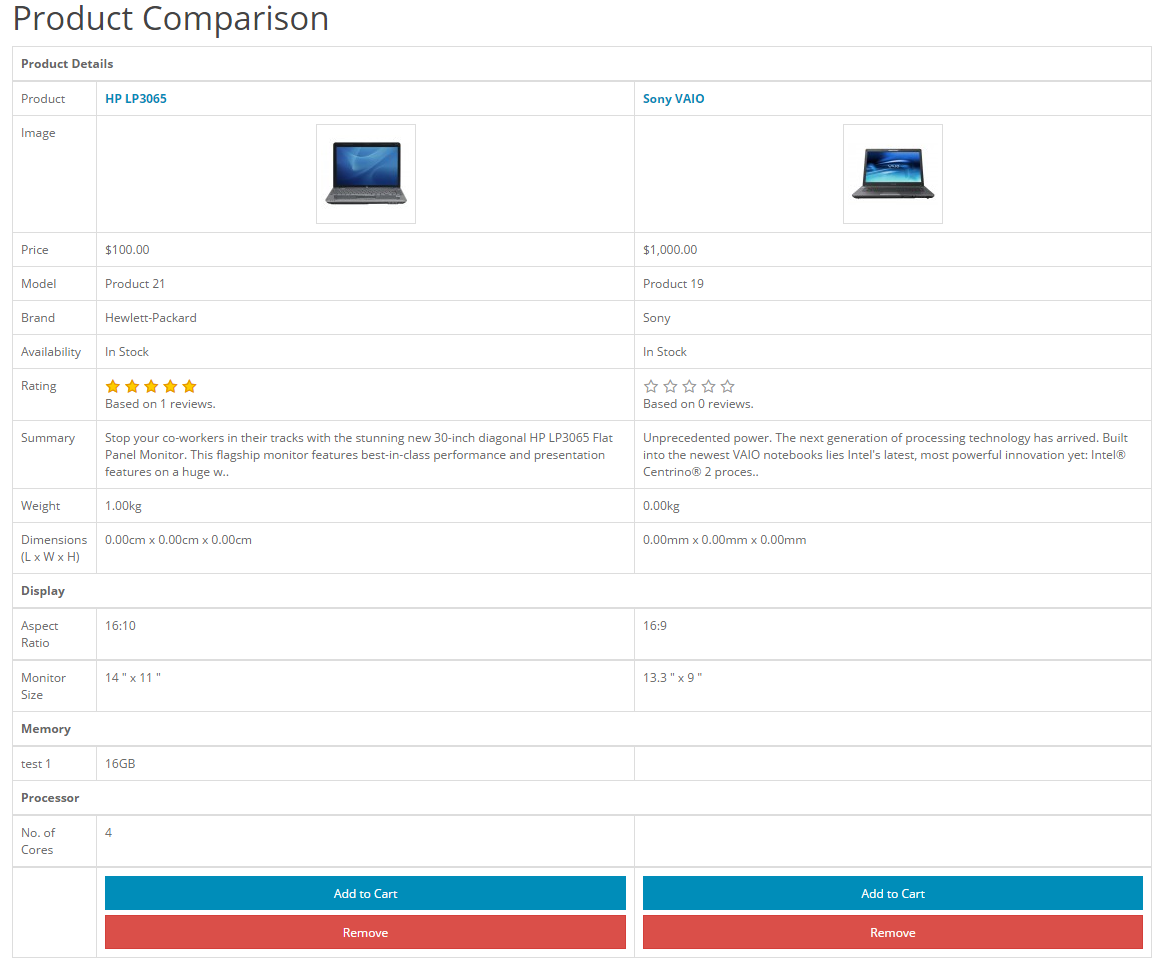 Product Comparison
Product Details
Product
HP LP3065
Sony VAIO
Image
Price
$100.00
$1,000.00
Model
Product 21
Product 19
Brand
Hewlett-Packard
Sony
Availability
In Stock
In Stock
Rating
Based on 1 reviews.
Based on 0 reviews.
Summary
Stop your co-workers in their tracks with the stunning new 30-inch diagonal HP LP3065 Flat
Panel Monitor. This flagship monitor features best-in-class performance and presentation
features on a huge w..
Unprecedented power. The next generation of processing technology has arrived. Built
into the newest VAIO notebooks lies Intel's latest, most powerful innovation yet: Intel®
Centrino® 2 proces..
Weight
1.00kg
0.00kg
Dimensions
(L x W x H)
0.00cm x 0.00cm x 0.00cm
0.00mm x 0.00mm x 0.00mm
Display
Aspect
Ratio
16:10
16:9
Monitor
Size
14 " x 11 "
13.3 " x 9 "
Memory
test 1
16GB
Processor
No. of
Cores
4
Add to Cart
Add to Cart
Remove
Remove